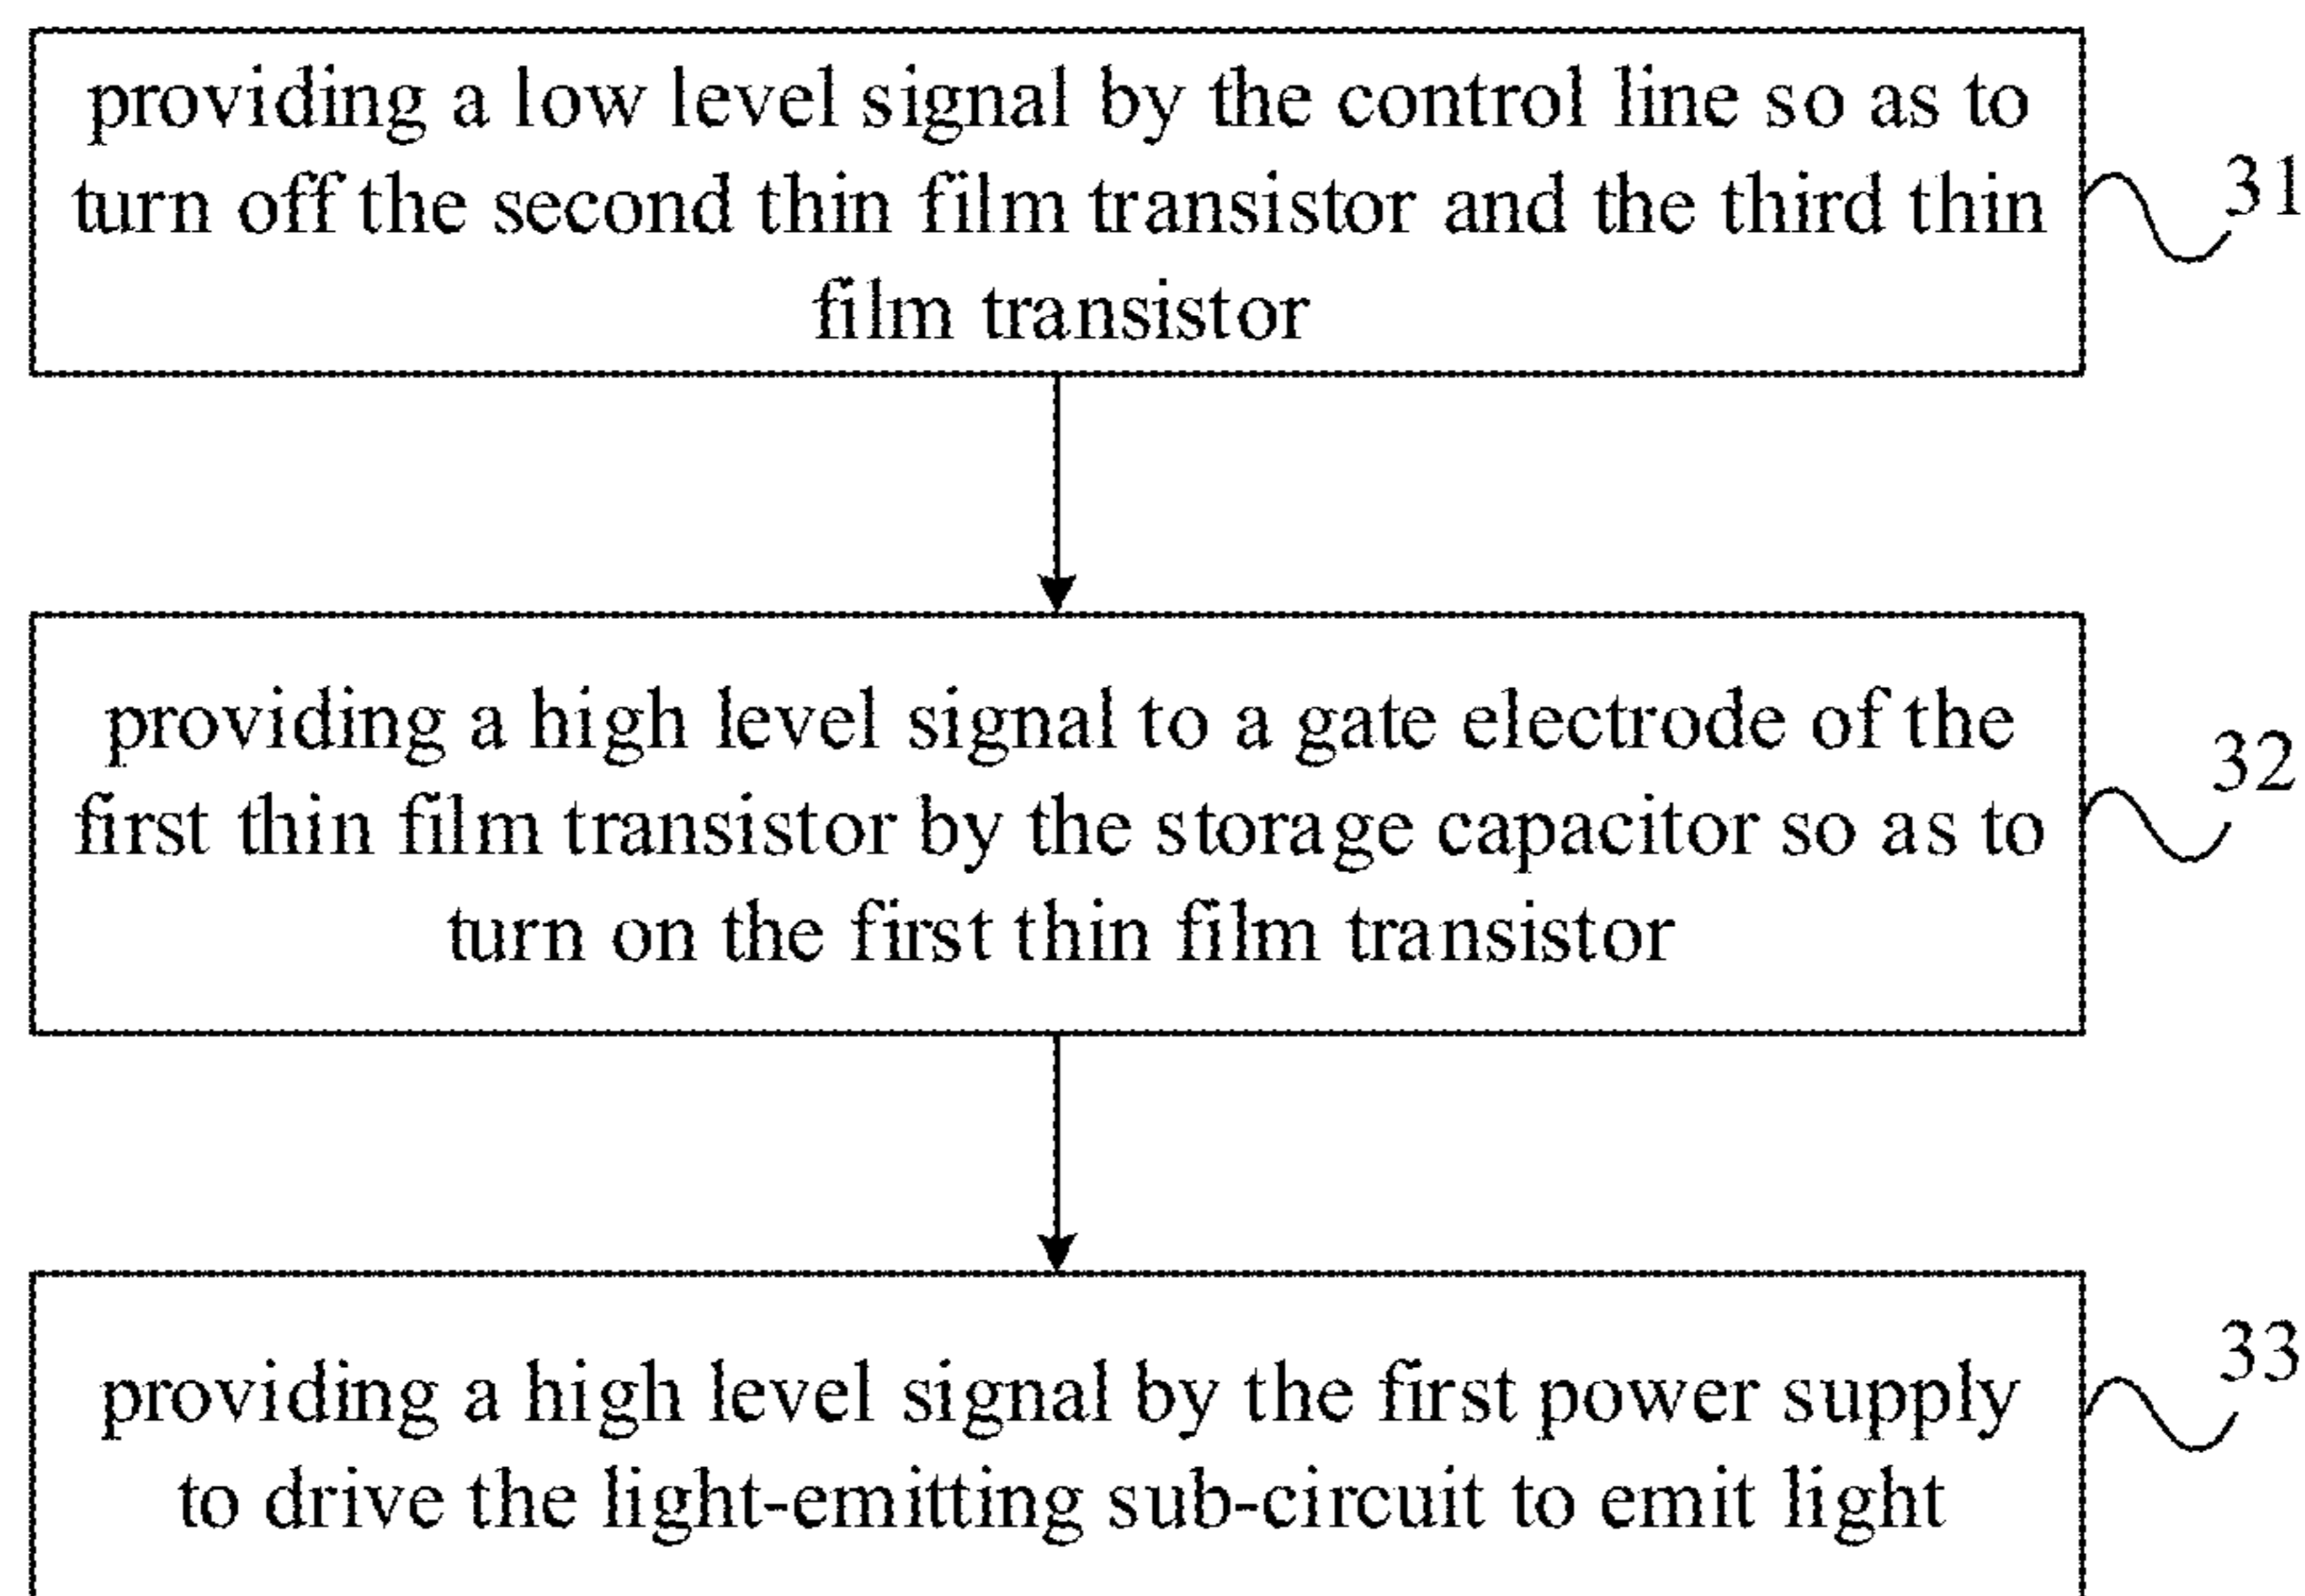 providing a low level signal by the control line so as to
turn off the second thin film transistor and the third thin
film transistor
31
providing a high level signal to a gate electrode of the
first thin film transistor by the storage capacitor so as to
turn on the first thin film transistor
32
providing a high level signal by the first power supply
to drive the light-emitting sub-circuit to emit light
33